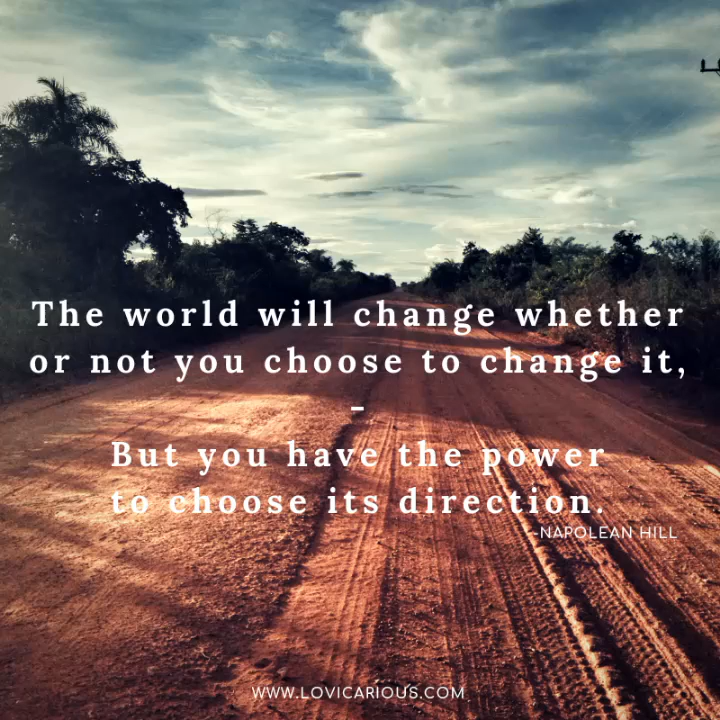 The world will change whether
or not you choose to change it,
-
But you have the power
to choose its direction.
-NAPOLEAN HILL
WWW.LOVICARIOUS.COM